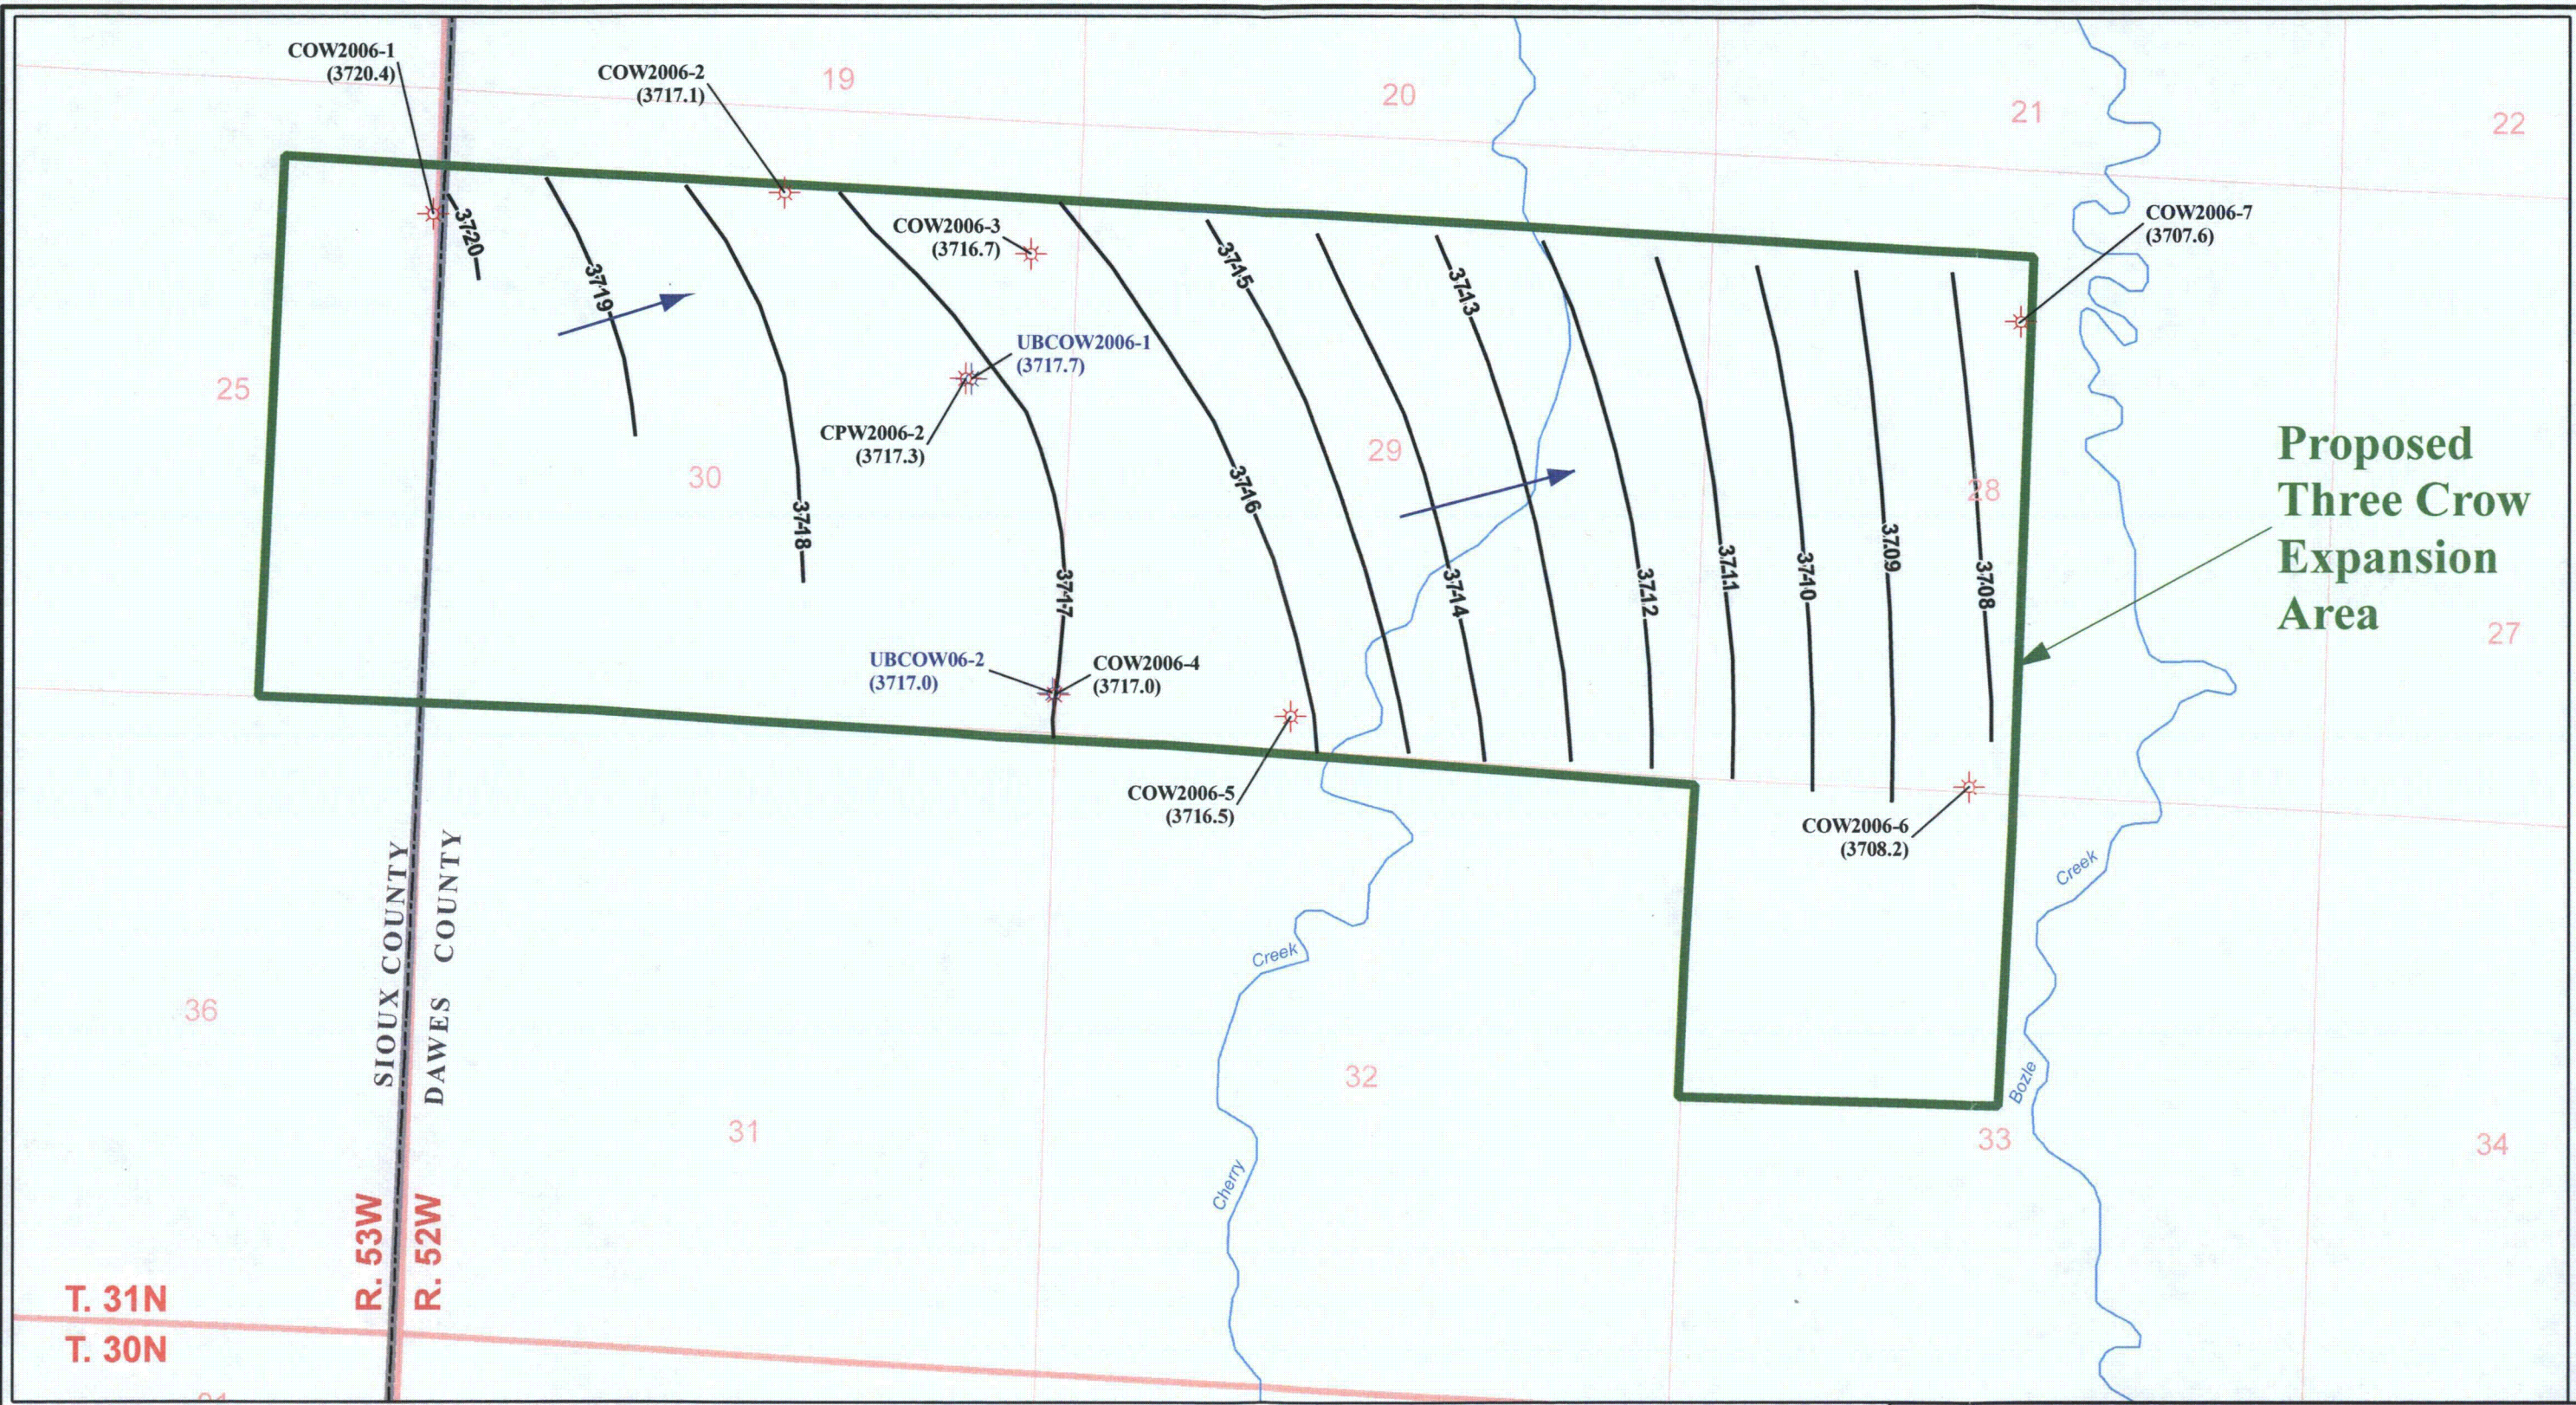 COW2006-1
(3720.4)
COW2006-2
(3717.1)
19
20
21
22
COW2006-3
(3716.7)
COW2006-7
(3707.6)
3720
3719
3715
3713
UBCOW2006-1
(3717.7)
25
CPW2006-2
(3717.3)
30
29
28
3718
3716
3717
3714
3712
3711
3710
3709
3708
Proposed
Three Crow
Expansion
Area
27
UBCOW06-2
(3717.0)
COW2006-4
(3717.0)
COW2006-5
(3716.5)
COW2006-6
(3708.2)
SIOUX COUNTY
DAWES COUNTY
Creek
Creek
36
31
32
33
34
Cherry
Bozle
R. 53W
R. 52W
T. 31N
T. 30N